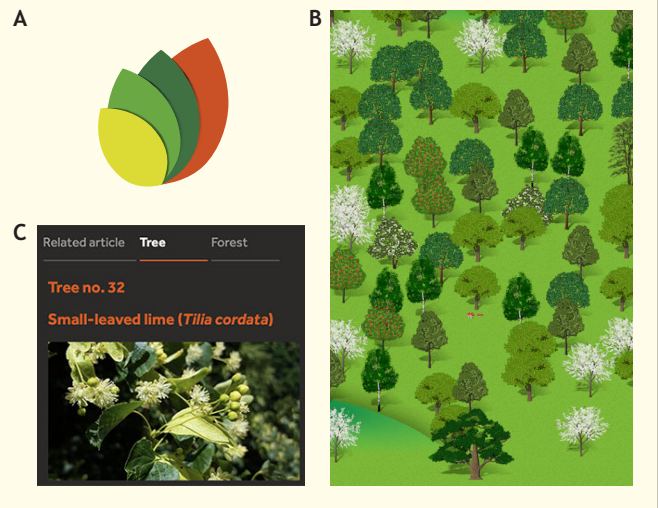 A
B
C
Related article Tree Forest
Tree no. 32
Small-leaved lime (Tilia cordata)